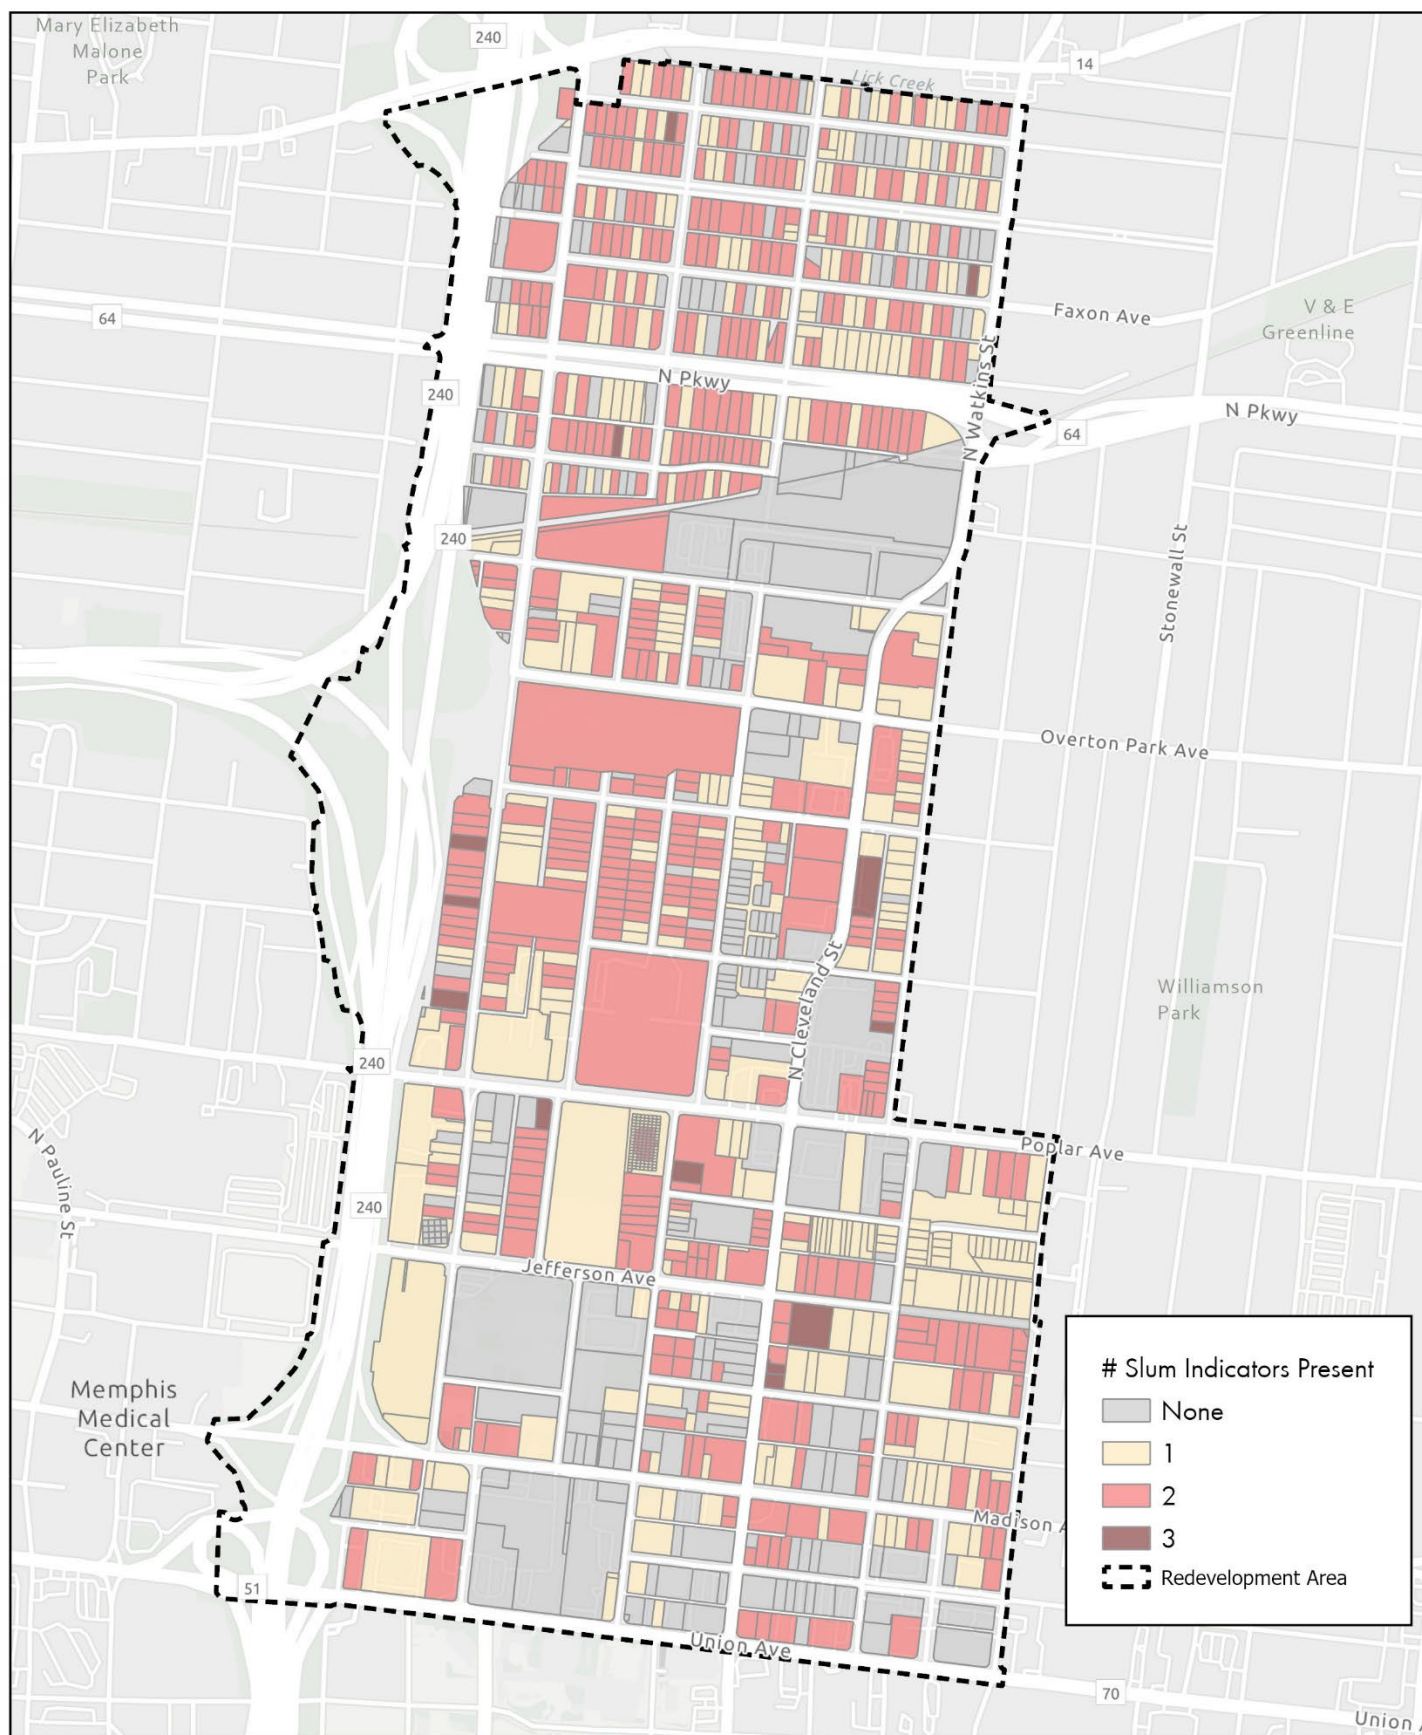 Mary Elizabeth
Malone
Park
240
14
Lick Creek
64
Faxon Ave
V & E
Greenline
N Pkwy
240
N Watkins St
N Pkwy
64
240
Stonewall St
Overton Park Ave
N Cleveland St
Williamson
Park
240
N Pauline St
Poplar Ave
240
Jefferson Ave
Memphis
Medical
Center
Madison A
51
Union Ave
70
Union A
# Slum Indicators Present
None
1
2
3
Redevelopment Area